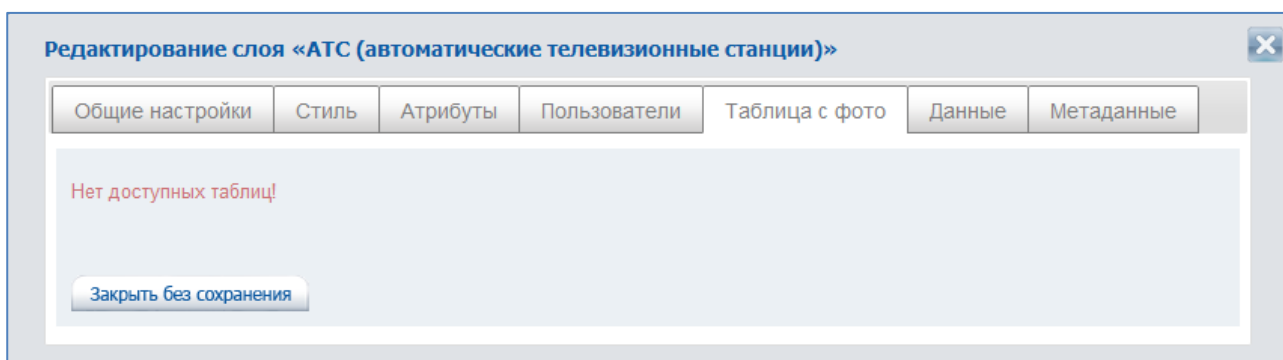 Редактирование слоя «АТС (автоматические телевизионные станции)»
Общие настройки Стиль Атрибуты Пользователи Таблица с фото Данные Метаданные
Нет доступных таблиц!
Закрыть без сохранения